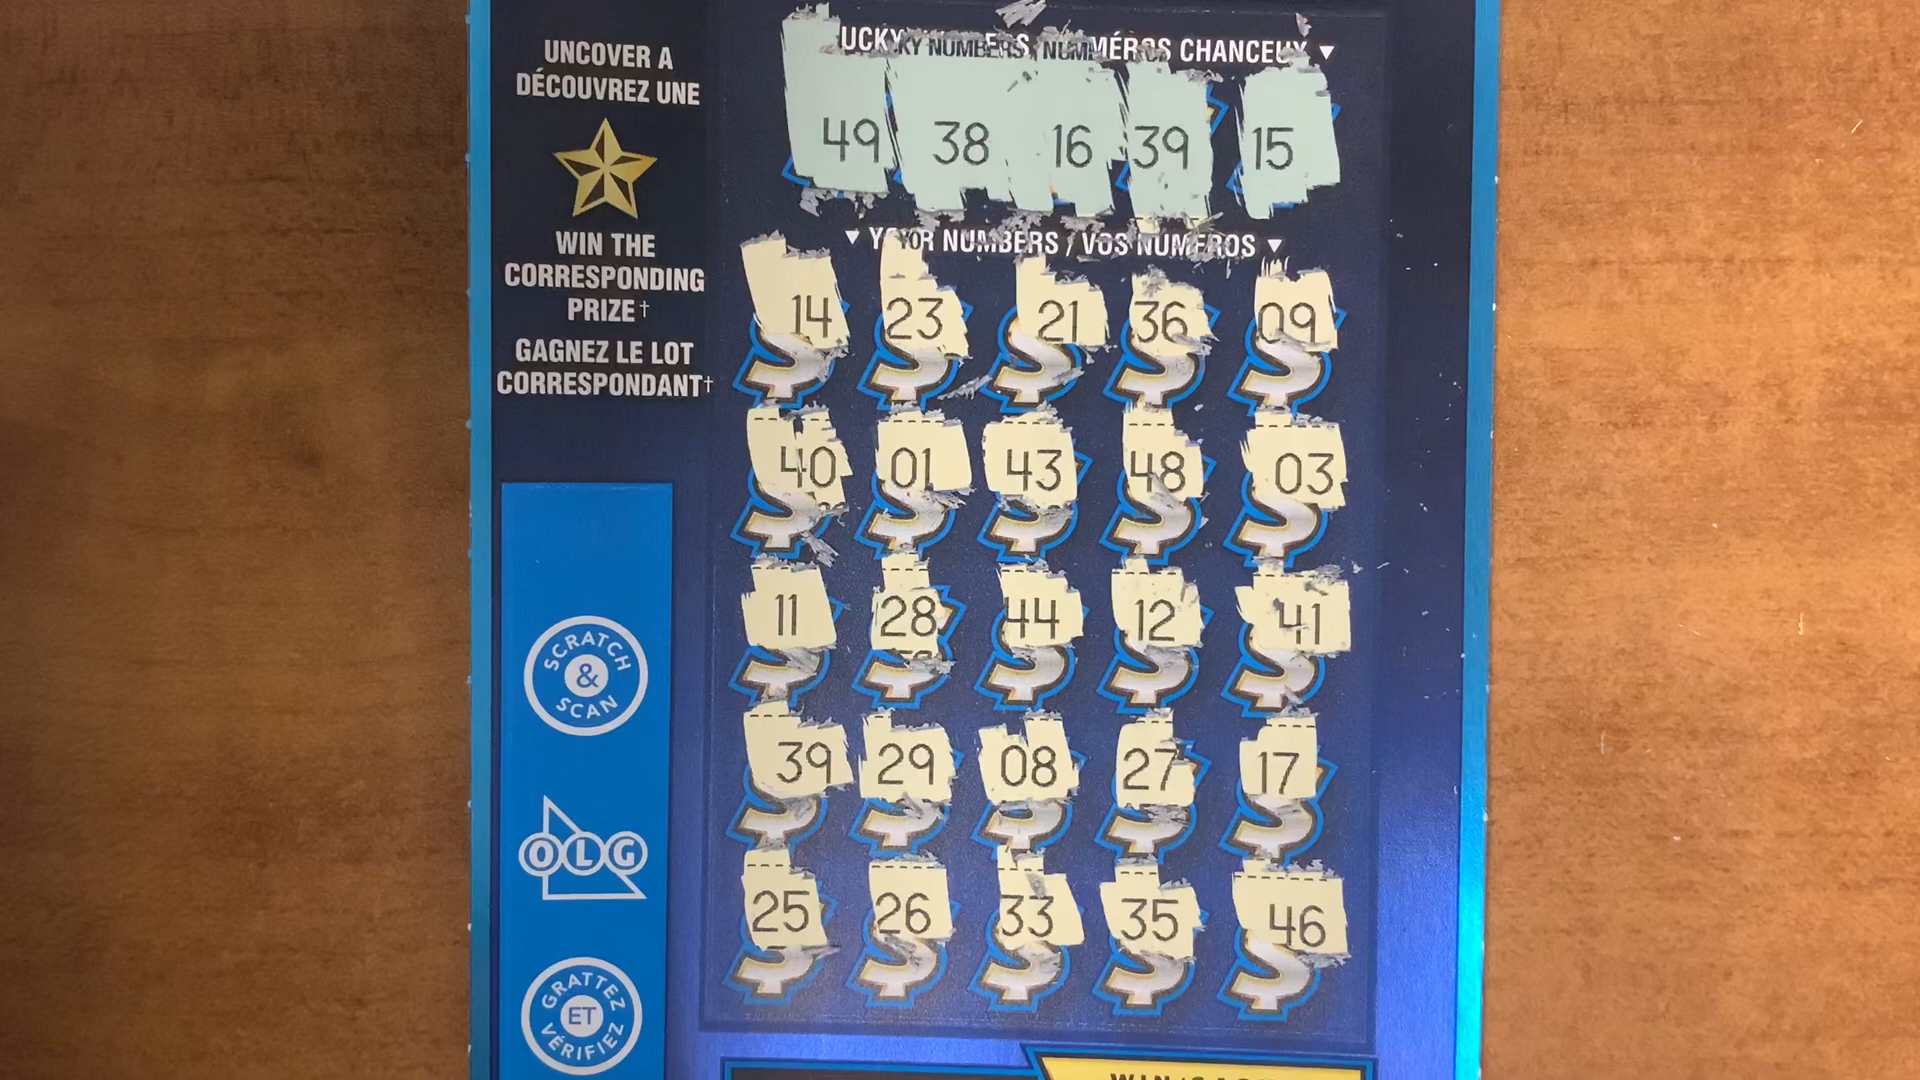 UNCOVER A
DÉCOUVREZ UNE
WIN THE
CORRESPONDING
PRIZE†
GAGNEZ LE LOT
CORRESPONDANT†
SCRATCH
&
SCAN
OLG
GRATTEZ
ET
VÉRIFIEZ
NUMÉROS CHANCEUX ▼
49 38 16 39 15
▼ NUMBERS / VOS NUMÉROS ▼
14 23 21 36 09
40 01 43 48 03
11 28 44 12 41
39 29 08 27 17
25 26 33 35 46